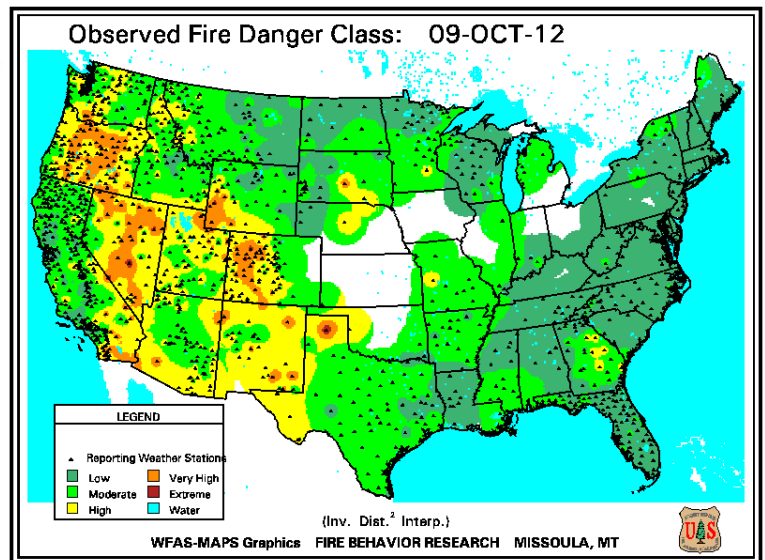 Observed Fire Danger Class: 09-OCT-12
LEGEND
Reporting Weather Stations
Low
Very High
Moderate
Extreme
High
Water
(Inv. Dist.2 Interp.)
WFAS-MAPS Graphics FIRE BEHAVIOR RESEARCH MISSOULA, MT
U S